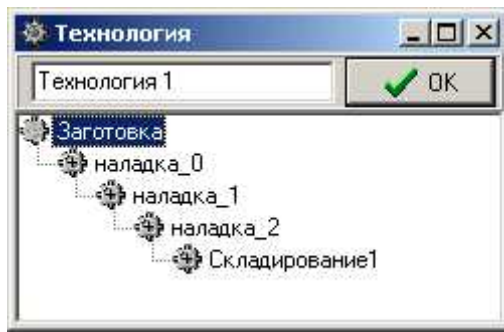 Технология
Технология 1
OK
Заготовка
наладка_0
наладка_1
наладка_2
Складирование1